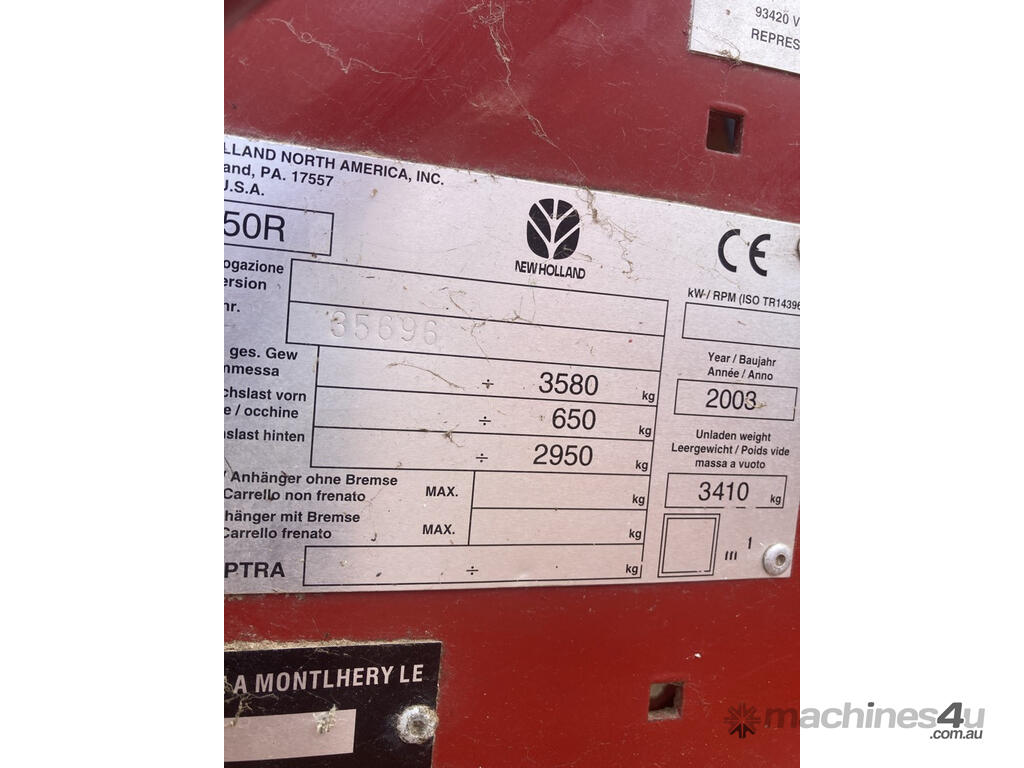 93420 V
REPRES
LLAND NORTH AMERICA, INC.
and, PA. 17557
U.S.A.
50R
NEW HOLLAND
CE
ogazione
ersion
nr.
35696
kW / RPM (ISO TR14396
ges. Gew
mmessa
÷ 3580 kg
Year / Baujahr
Année / Anno
2003
chslast vorn
e / occhine
÷ 650 kg
slast hinten
÷ 2950 kg
Unladen weight
Leergewicht / Poids vide
massa a vuoto
3410 kg
/ Anhänger ohne Bremse
Carrello non frenato
MAX. kg
hänger mit Bremse
Carrello frenato
MAX. kg
PTRA ÷ kg
A MONTLHERY LE
machines4u
.com.au